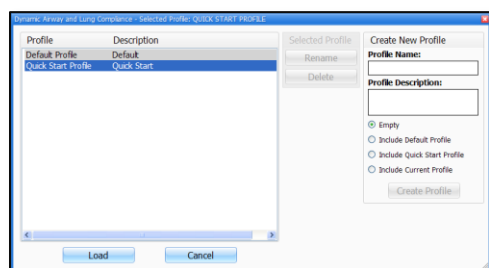 Dynamic Airway and Lung Compliance - Selected Profile: QUICK START PROFILE
Profile Description
Default Profile Default
Quick Start Profile Quick Start
Load Cancel
Selected Profile
Rename
Delete
Create New Profile
Profile Name:
Profile Description:
Empty
Include Default Profile
Include Quick Start Profile
Include Current Profile
Create Profile